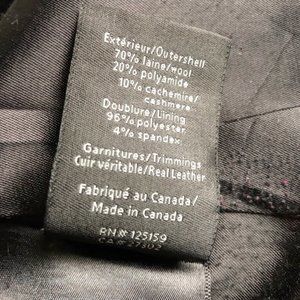 Extérieur/Outershell
70% laine/wool
20% polyamide
10% cachemire/
cashmere
Doublure/Lining
96% polyester
4% spandex
Garnitures/Trimmings
Cuir véritable/Real Leather
Fabriqué au Canada/
Made in Canada
RN# 125159
CA#